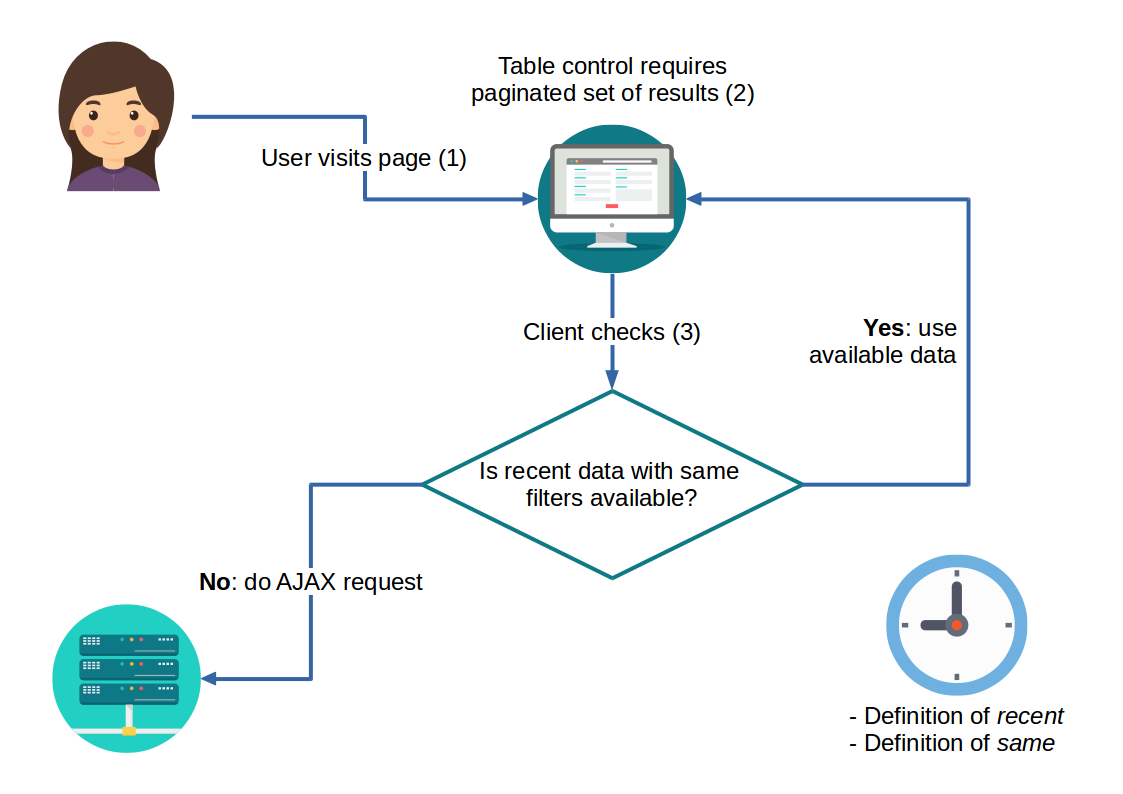 Table control requires
paginated set of results (2)
User visits page (1)
Client checks (3)
Yes: use
available data
Is recent data with same
filters available?
No: do AJAX request
- Definition of recent
- Definition of same